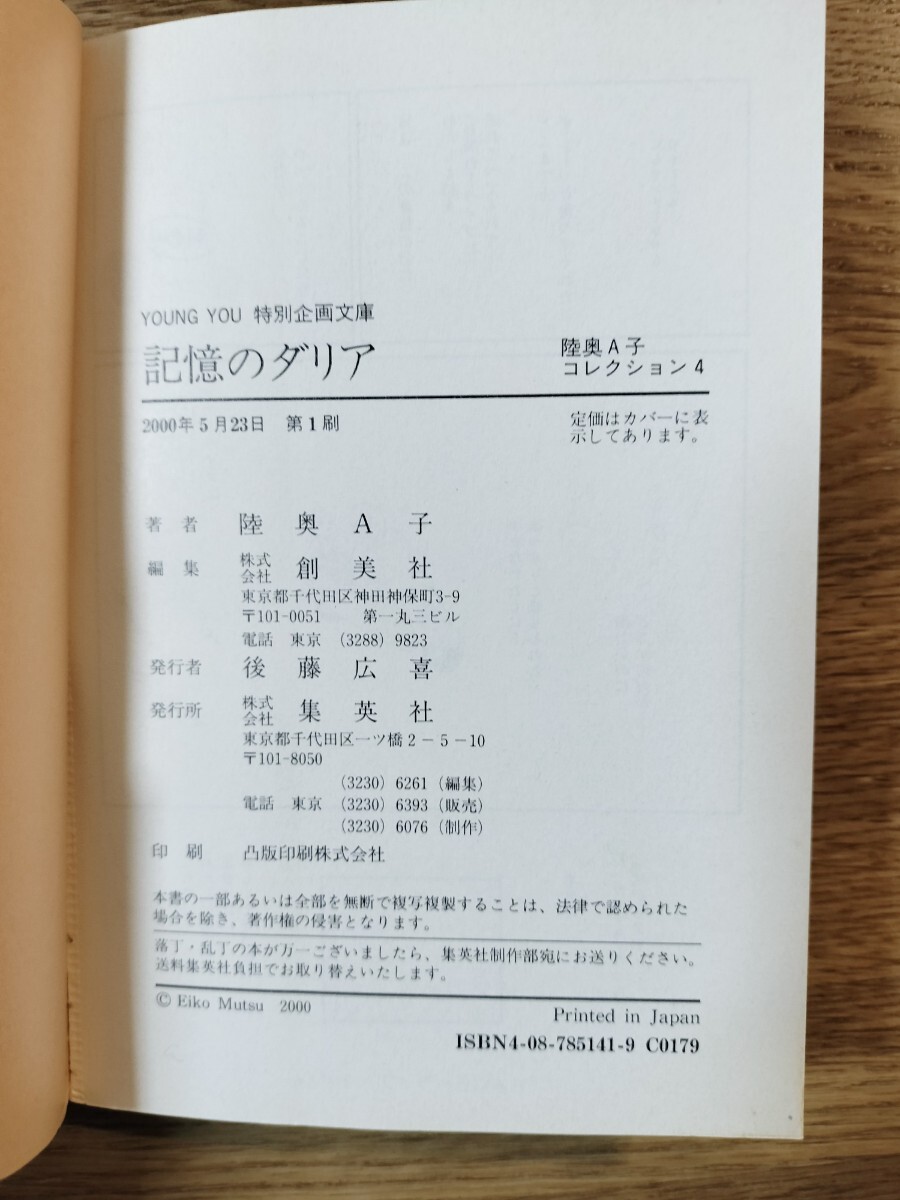 YOUNG YOU 特別企画文庫
記憶のダリア
陸奥A子
コレクション4
2000年5月23日 第1刷
定価はカバーに表
示してあります。
著者 陸奥A子
編集 株式会社 創美社
東京都千代田区神田神保町3-9
〒101-0051 第一丸三ビル
電話 東京 (3288) 9823
発行者 後藤広喜
発行所 株式会社 集英社
東京都千代田区一ツ橋2-5-10
〒101-8050
(3230) 6261 (編集)
電話 東京 (3230) 6393 (販売)
(3230) 6076 (制作)
印刷 凸版印刷株式会社
本書の一部あるいは全部を無断で複写複製することは、法律で認められた
場合を除き、著作権の侵害となります。
落丁・乱丁の本が万一ございましたら、集英社制作部宛にお送りください。
送料集英社負担でお取り替えいたします。
© Eiko Mutsu 2000
Printed in Japan
ISBN4-08-785141-9 C0179